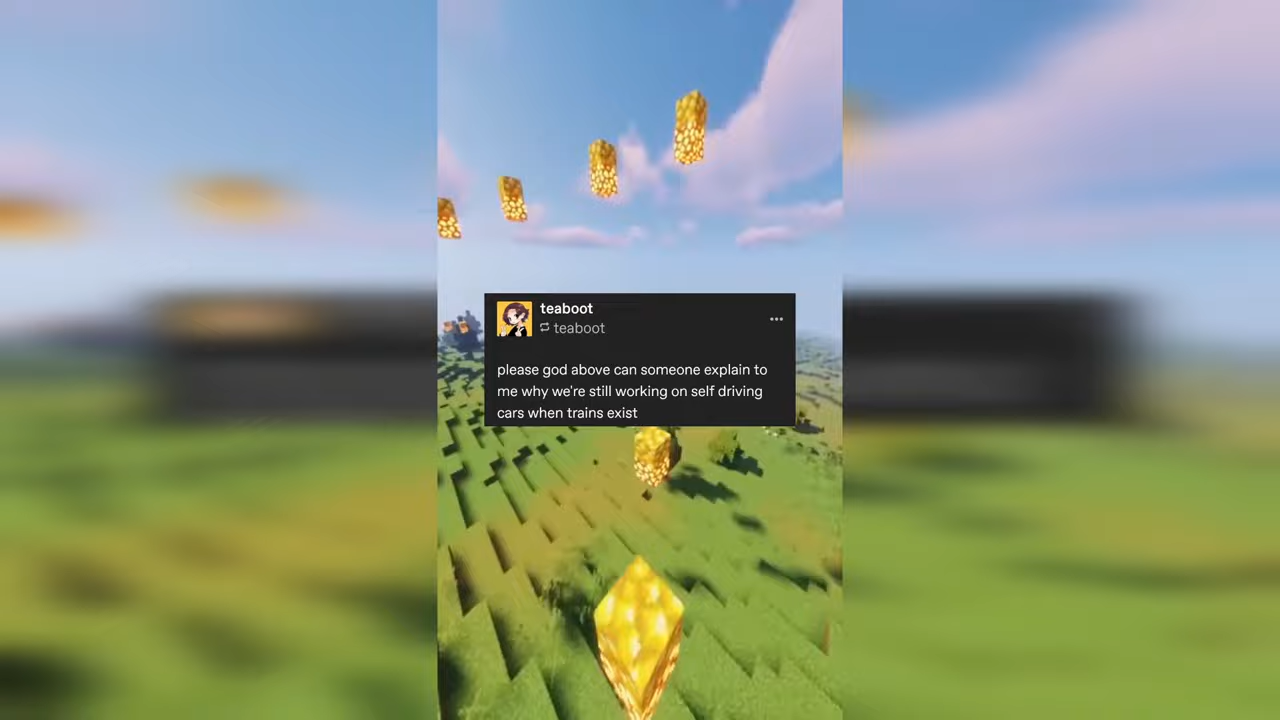 teaboot
teaboot
please god above can someone explain to
me why we're still working on self driving
cars when trains exist